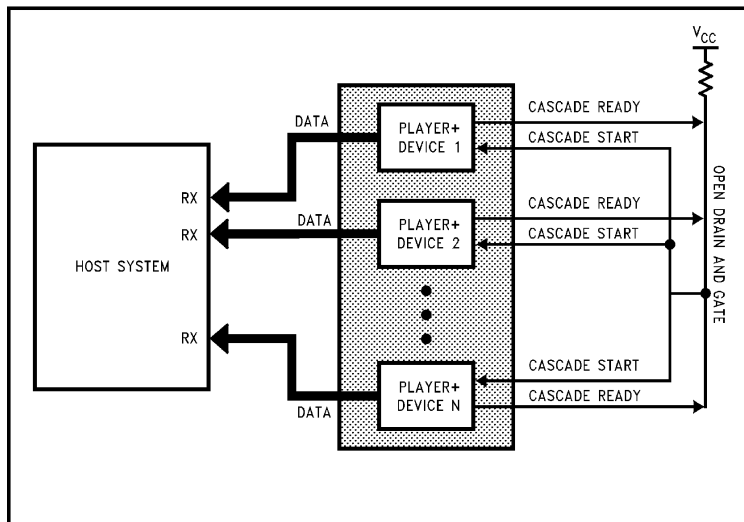 VCC
CASCADE READY
DATA
PLAYER+
DEVICE 1
CASCADE START
RX
CASCADE READY
DATA
PLAYER+
DEVICE 2
RX
CASCADE START
OPEN DRAIN AND GATE
HOST SYSTEM
RX
CASCADE START
PLAYER+
DEVICE N
CASCADE READY
DATA